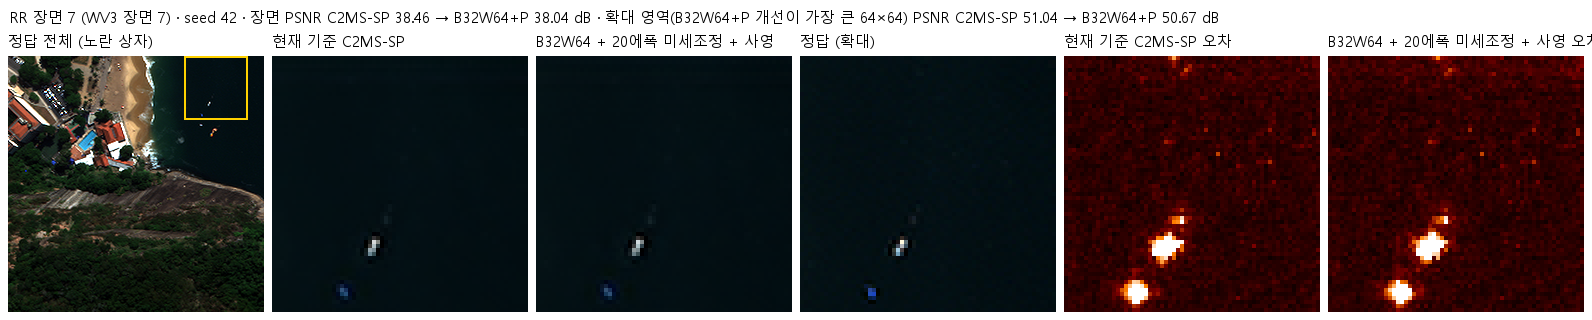 RR 장면 7 (WV3 장면 7) · seed 42 · 장면 PSNR C2MS-SP 38.46 → B32W64+P 38.04 dB · 확대 영역(B32W64+P 개선이 가장 큰 64×64) PSNR C2MS-SP 51.04 → B32W64+P 50.67 dB
정답 전체 (노란 상자)
현재 기준 C2MS-SP
B32W64 + 20에폭 미세조정 + 사영
정답 (확대)
현재 기준 C2MS-SP 오차
B32W64 + 20에폭 미세조정 + 사영 오